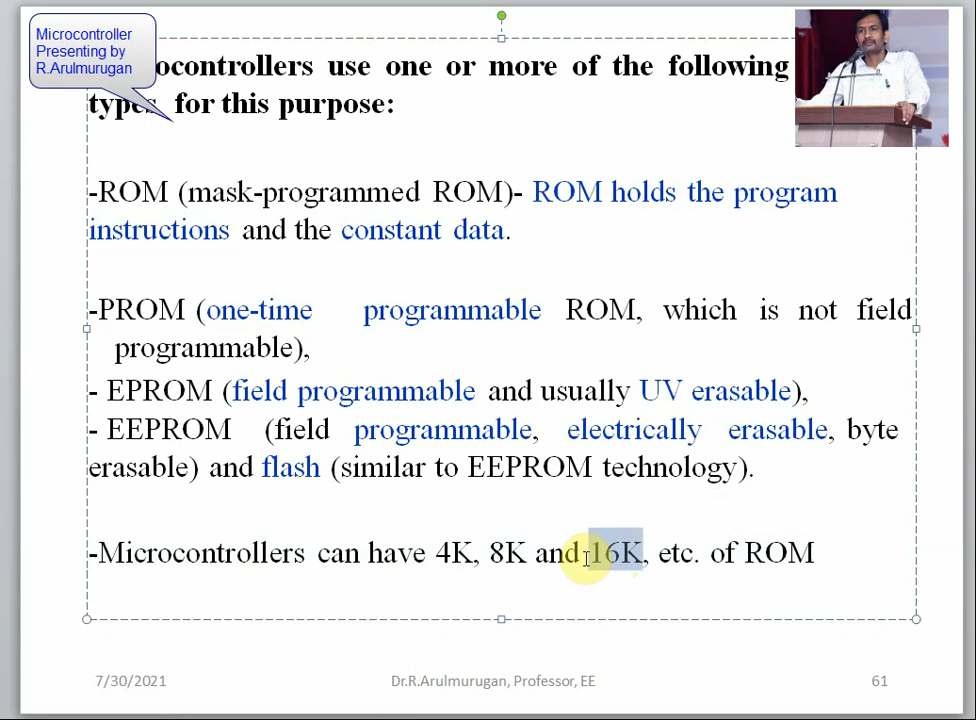 Microcontroller
Presenting by
R.Arulmurugan
ocontrollers use one or more of the following
types for this purpose:
-ROM (mask-programmed ROM)- ROM holds the program
instructions and the constant data.
-PROM (one-time programmable ROM, which is not field
programmable),
- EPROM (field programmable and usually UV erasable),
- EEPROM (field programmable, electrically erasable, byte
erasable) and flash (similar to EEPROM technology).
-Microcontrollers can have 4K, 8K and 16K, etc. of ROM
7/30/2021 Dr.R.Arulmurugan, Professor, EE 61